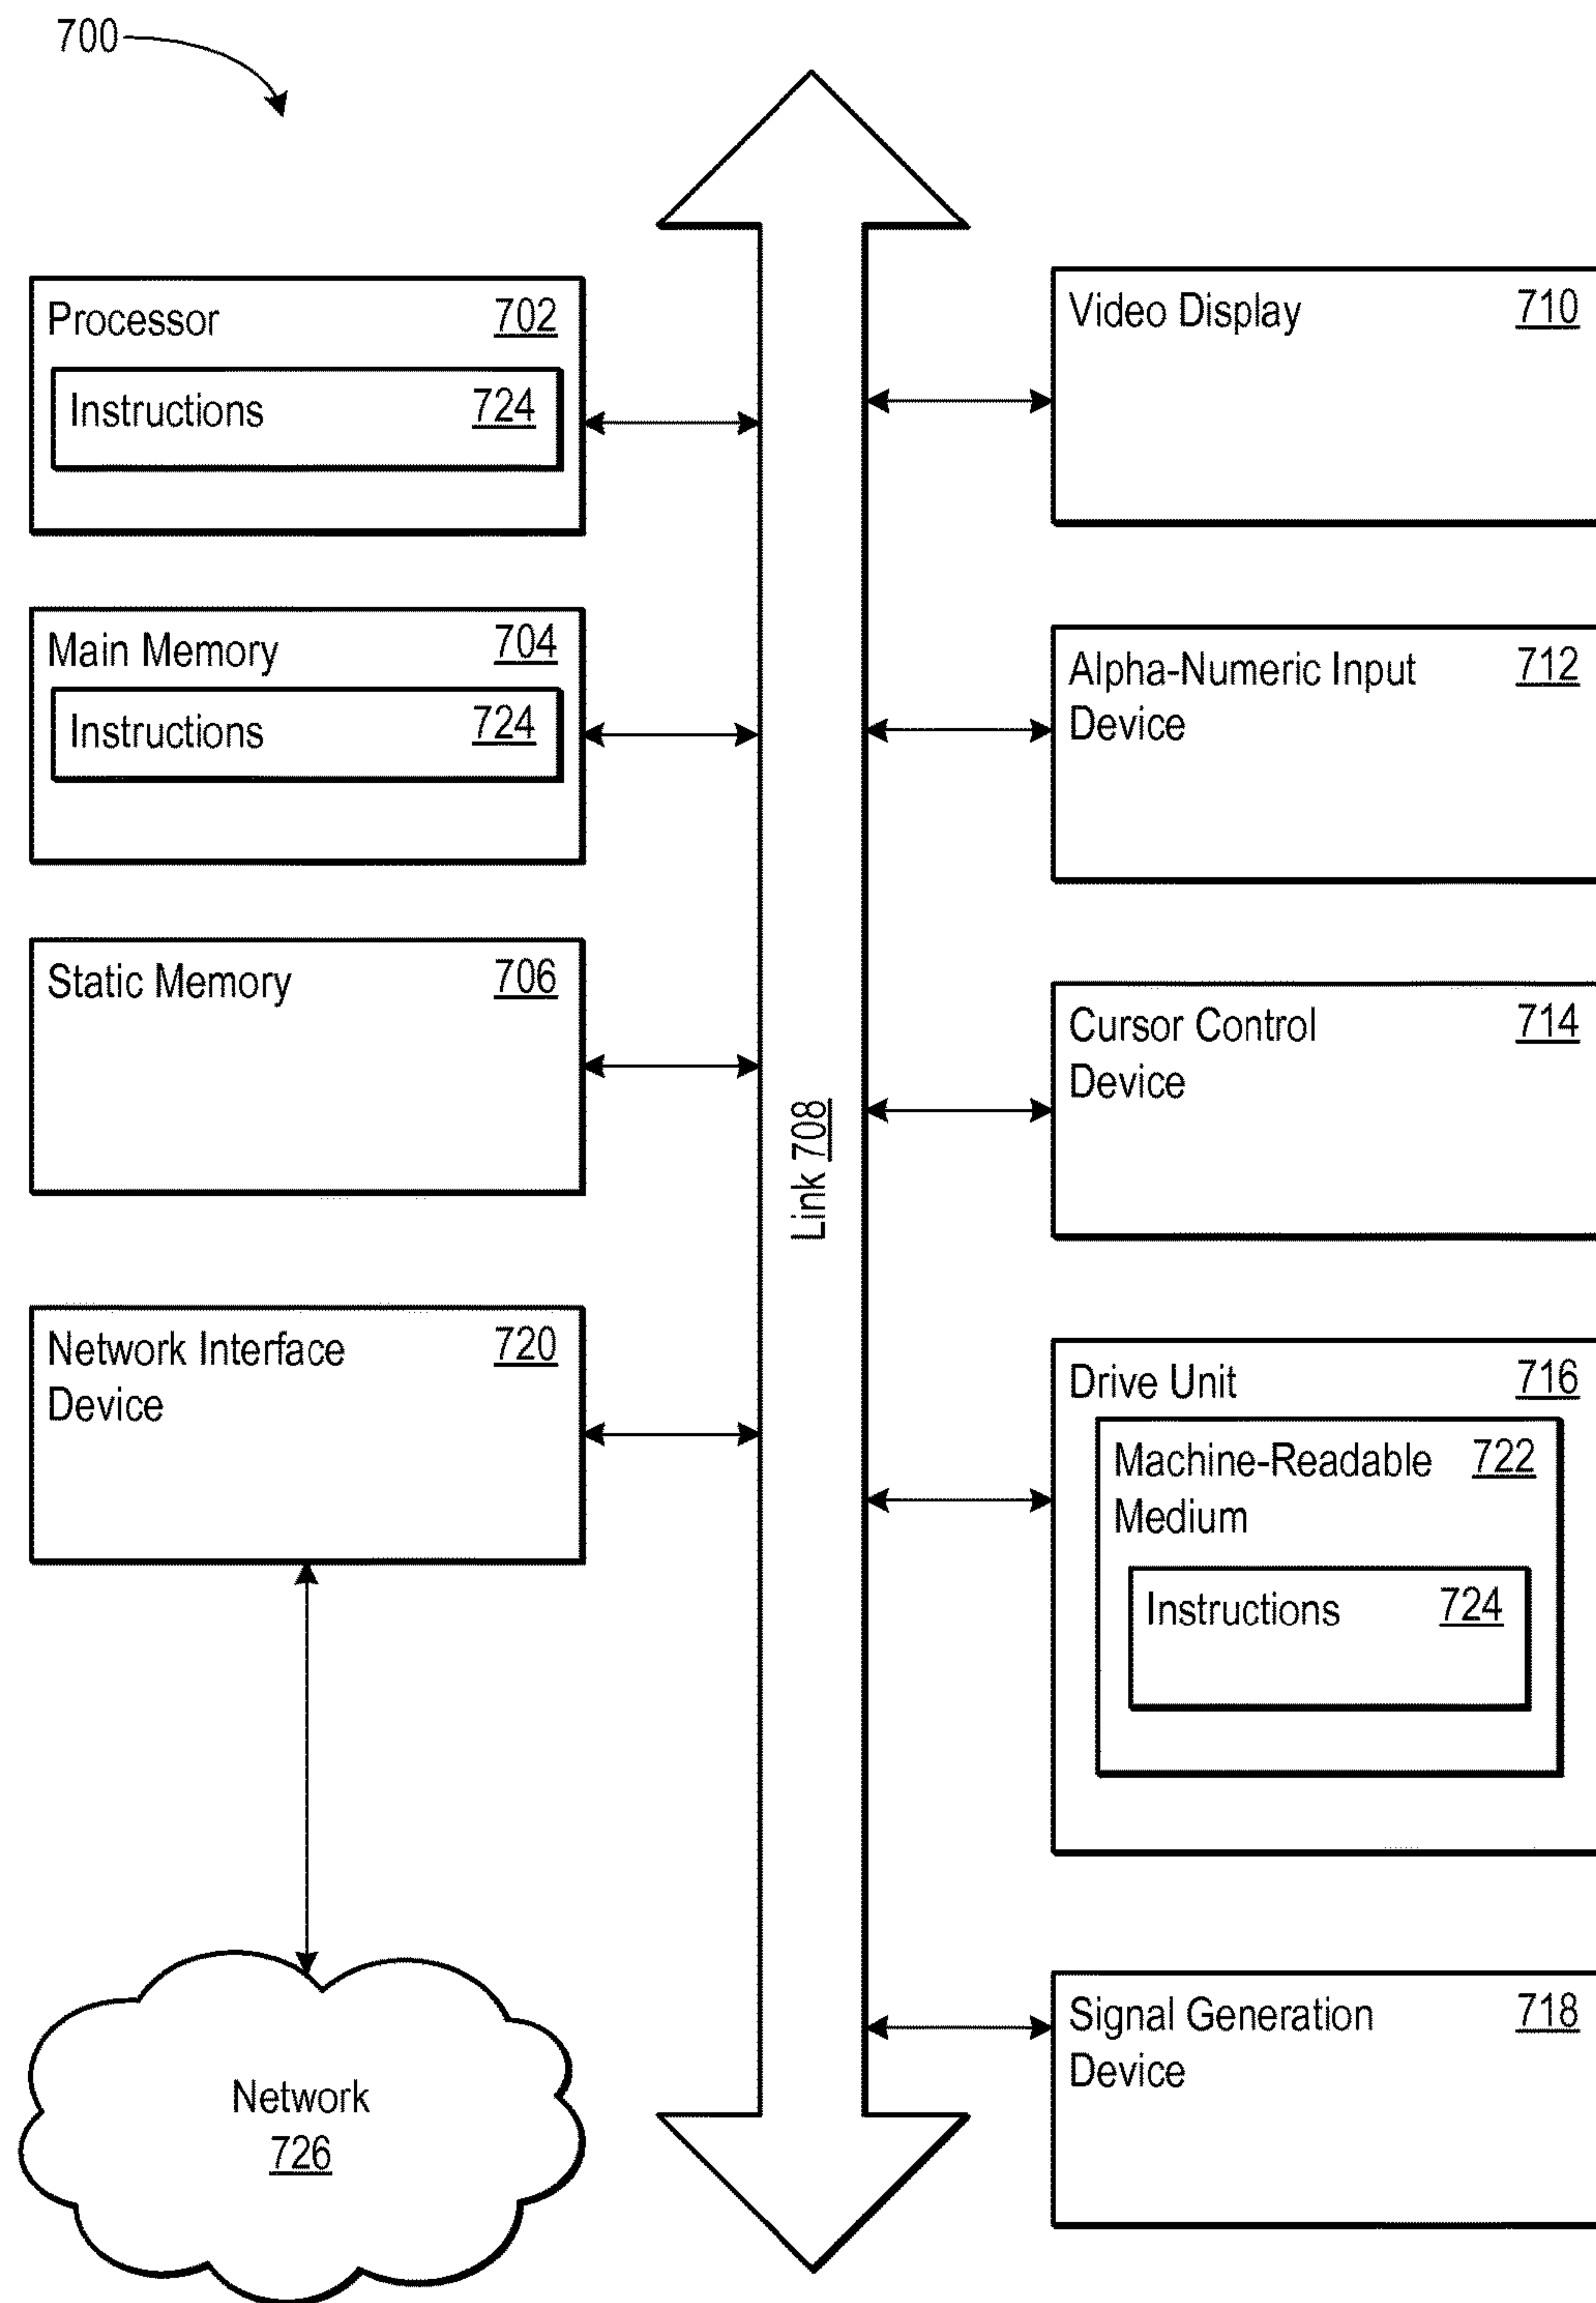 700
Processor 702
Instructions 724
Main Memory 704
Instructions 724
Static Memory 706
Network Interface 720
Device
Network
726
Link 708
Video Display 710
Alpha-Numeric Input 712
Device
Cursor Control 714
Device
Drive Unit 716
Machine-Readable 722
Medium
Instructions 724
Signal Generation 718
Device